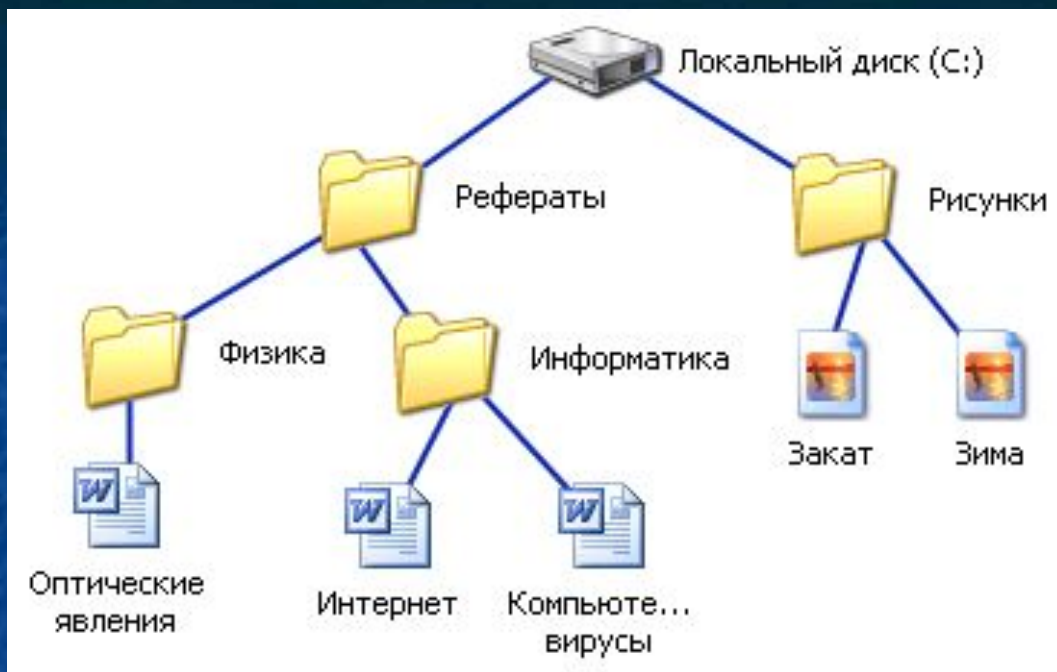 Локальный диск (C:)
Рефераты
Рисунки
Физика
Информатика
Закат
Зима
Оптические
явления
Интернет
Компьюте...
вирусы